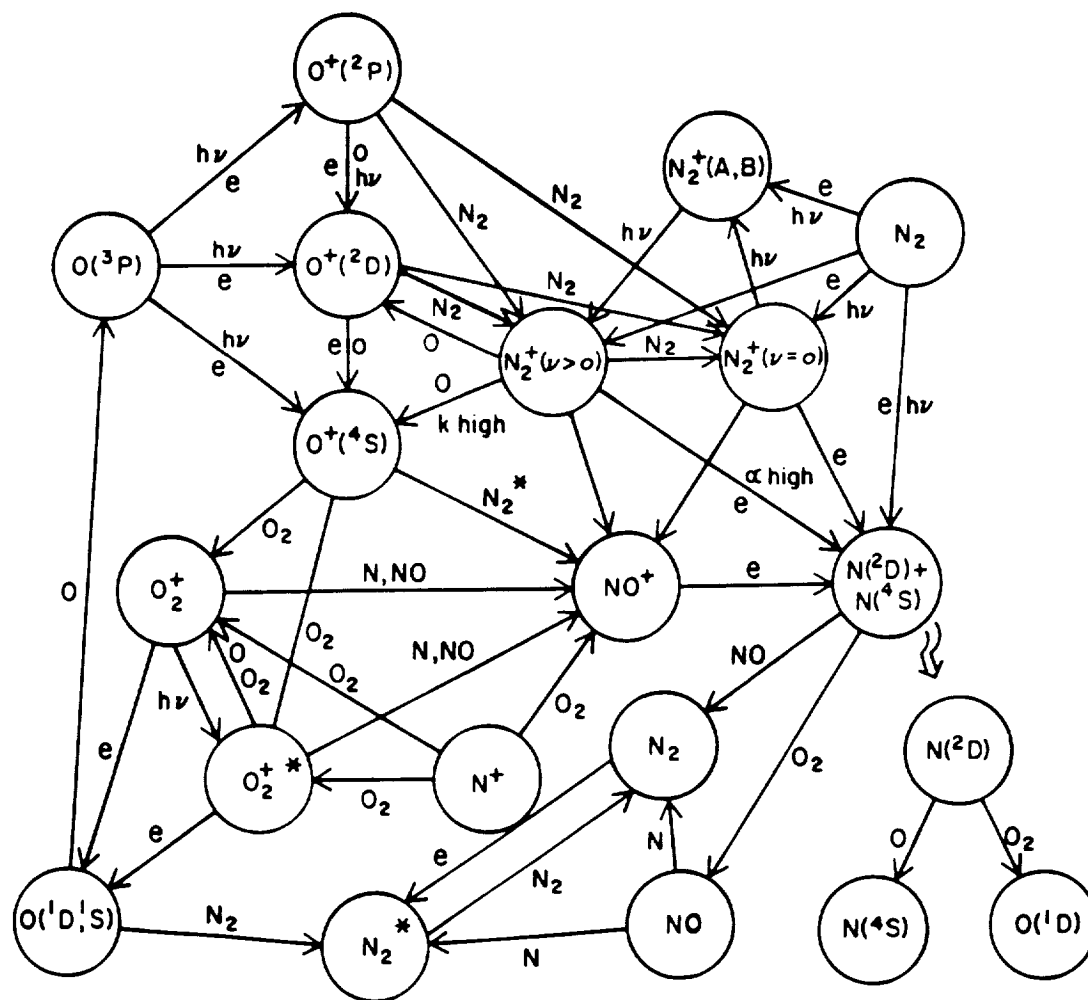 O⁺(²P)
hν
e
e O
hν
N₂
N₂
N₂⁺(A,B)
e
hν
N₂
O(³P)
hν
e
O⁺(²D)
hν
hν
e
hν
N₂
N₂
O
N₂⁺(ν>o)
N₂
N₂⁺(ν=o)
hν
e
e O
O
k high
e hν
O⁺(⁴S)
N₂*
α high
e
e
O₂
O₂⁺
N,NO
NO⁺
e
N(²D)+
N(⁴S)
O
O₂
O
O₂
O₂
N,NO
NO
hν
O₂
O₂
e
O₂⁺*
O₂
N⁺
N₂
N(²D)
e
e
N₂
N
O
O₂
O(¹D,¹S)
N₂
N₂*
N
NO
N(⁴S)
O(¹D)